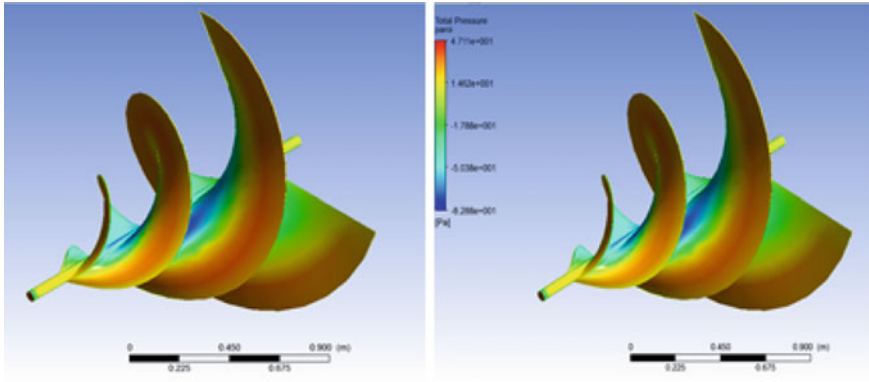 Total Pressure
pano
4.711e+001
1.462e+001
-1.788e+001
-5.038e+001
-8.288e+001
[Pa]
0 0.450 0.900 (m)
0.225 0.675
0 0.450 0.900 (m)
0.225 0.675